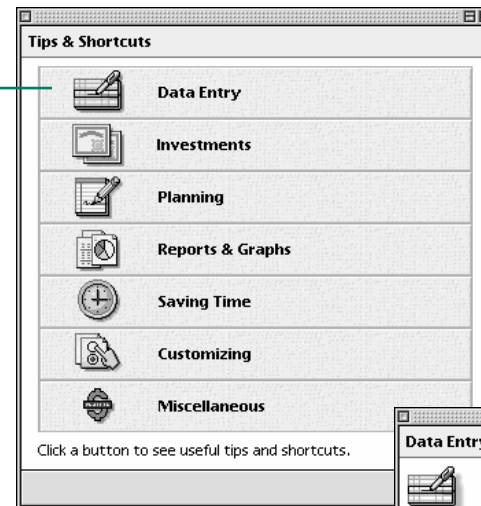 Tips & Shortcuts
Data Entry
Investments
Planning
Reports & Graphs
Saving Time
Customizing
Miscellaneous
Click a button to see useful tips and shortcuts.
Data Entry